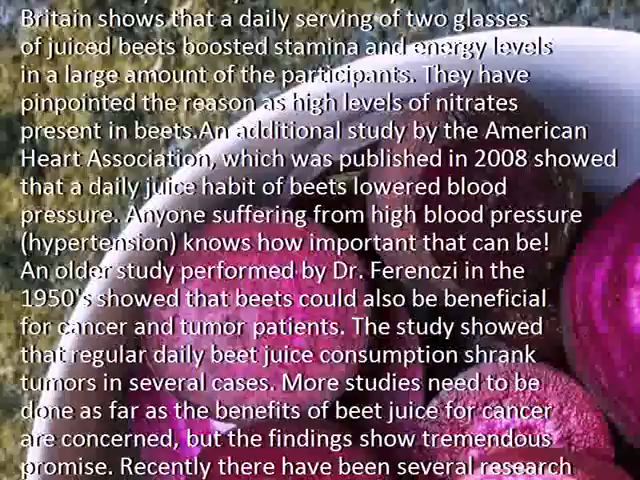 Britain shows that a daily serving of two glasses
of juiced beets boosted stamina and energy levels
in a large amount of the participants. They have
pinpointed the reason as high levels of nitrates
present in beets.An additional study by the American
Heart Association, which was published in 2008 showed
that a daily juice habit of beets lowered blood
pressure. Anyone suffering from high blood pressure
(hypertension) knows how important that can be!
An older study performed by Dr. Ferenczi in the
1950's showed that beets could also be beneficial
for cancer and tumor patients. The study showed
that regular daily beet juice consumption shrank
tumors in several cases. More studies need to be
done as far as the benefits of beet juice for cancer
are concerned, but the findings show tremendous
promise. Recently there have been several research